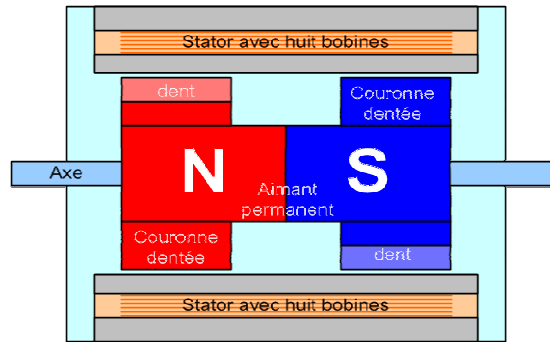 Stator avec huit bobines
dent
Couronne
dentée
Axe
N
S
Aimant
permanent
Couronne
dentée
dent
Stator avec huit bobines